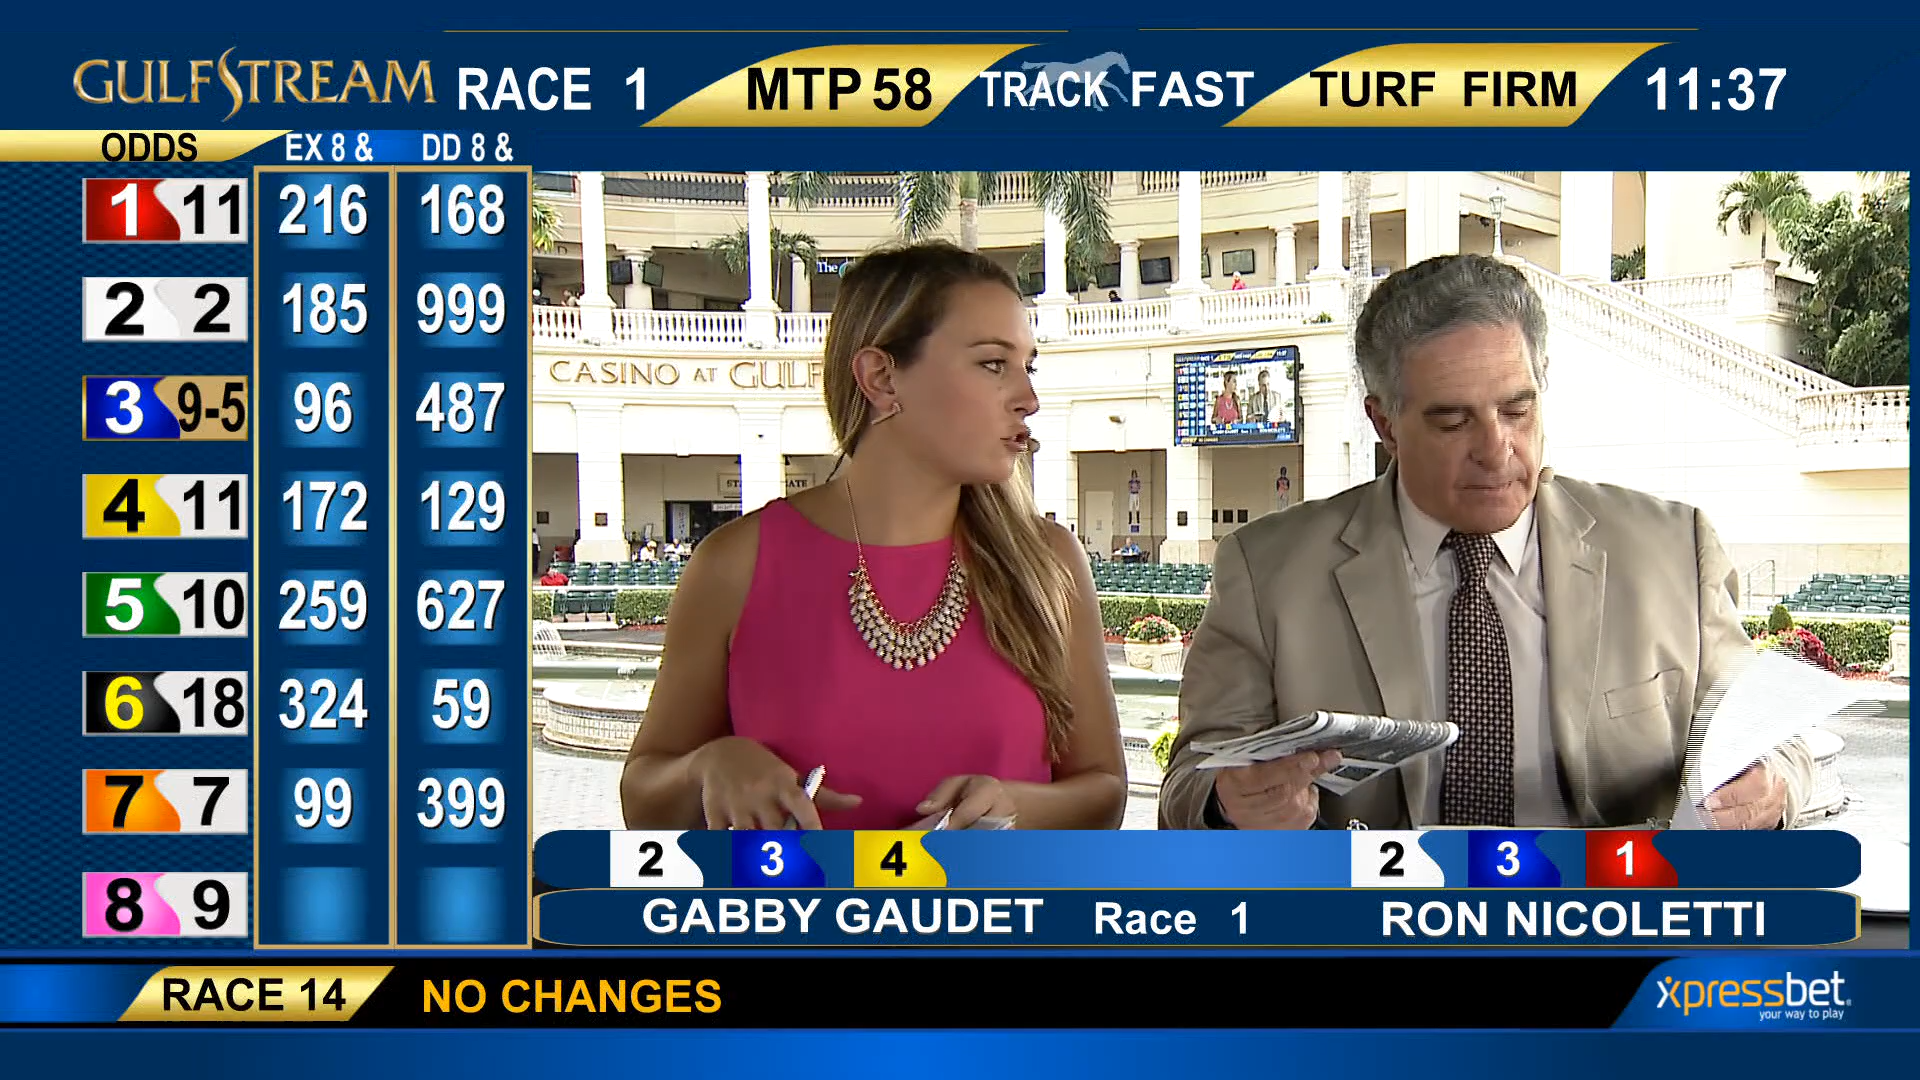 GULFSTREAM RACE 1 MTP 58 TRACK FAST TURF FIRM 11:37
ODDS EX 8 & DD 8 &
1 11 216 168
2 2 185 999
3 9-5 96 487
4 11 172 129
5 10 259 627
6 18 324 59
7 7 99 399
8 9
The
CASINO AT GULF
2 3 4 2 3 1
GABBY GAUDET Race 1 RON NICOLETTI
RACE 14 NO CHANGES xpressbet.
your way to play